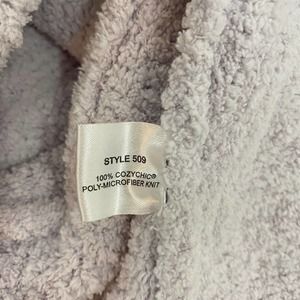 STYLE 509
100% COZYCHIC®
POLY-MICROFIBER KNIT